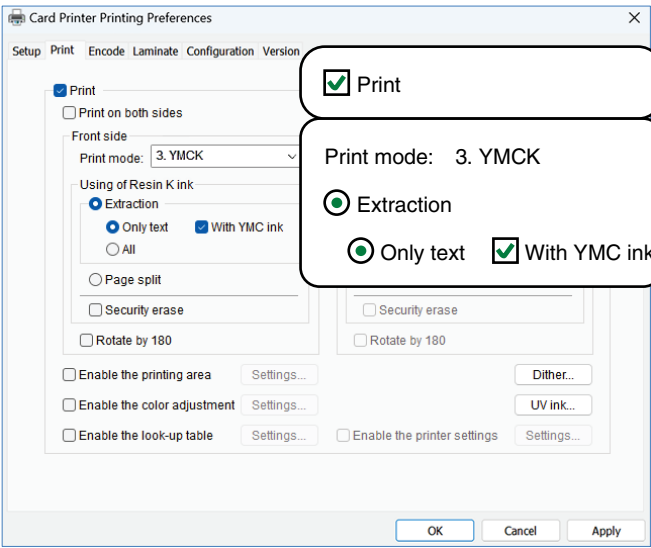 Card Printer Printing Preferences
Setup Print Encode Laminate Configuration Version
Print
Print
Print on both sides
Front side
Print mode: 3. YMCK
Print mode: 3. YMCK
Using of Resin K ink
Extraction
Extraction
Only text With YMC ink
Only text With YMC ink
All
Page split
Security erase
Security erase
Rotate by 180
Rotate by 180
Enable the printing area Settings... Dither...
Enable the color adjustment Settings... UV ink...
Enable the look-up table Settings... Enable the printer settings Settings...
OK Cancel Apply